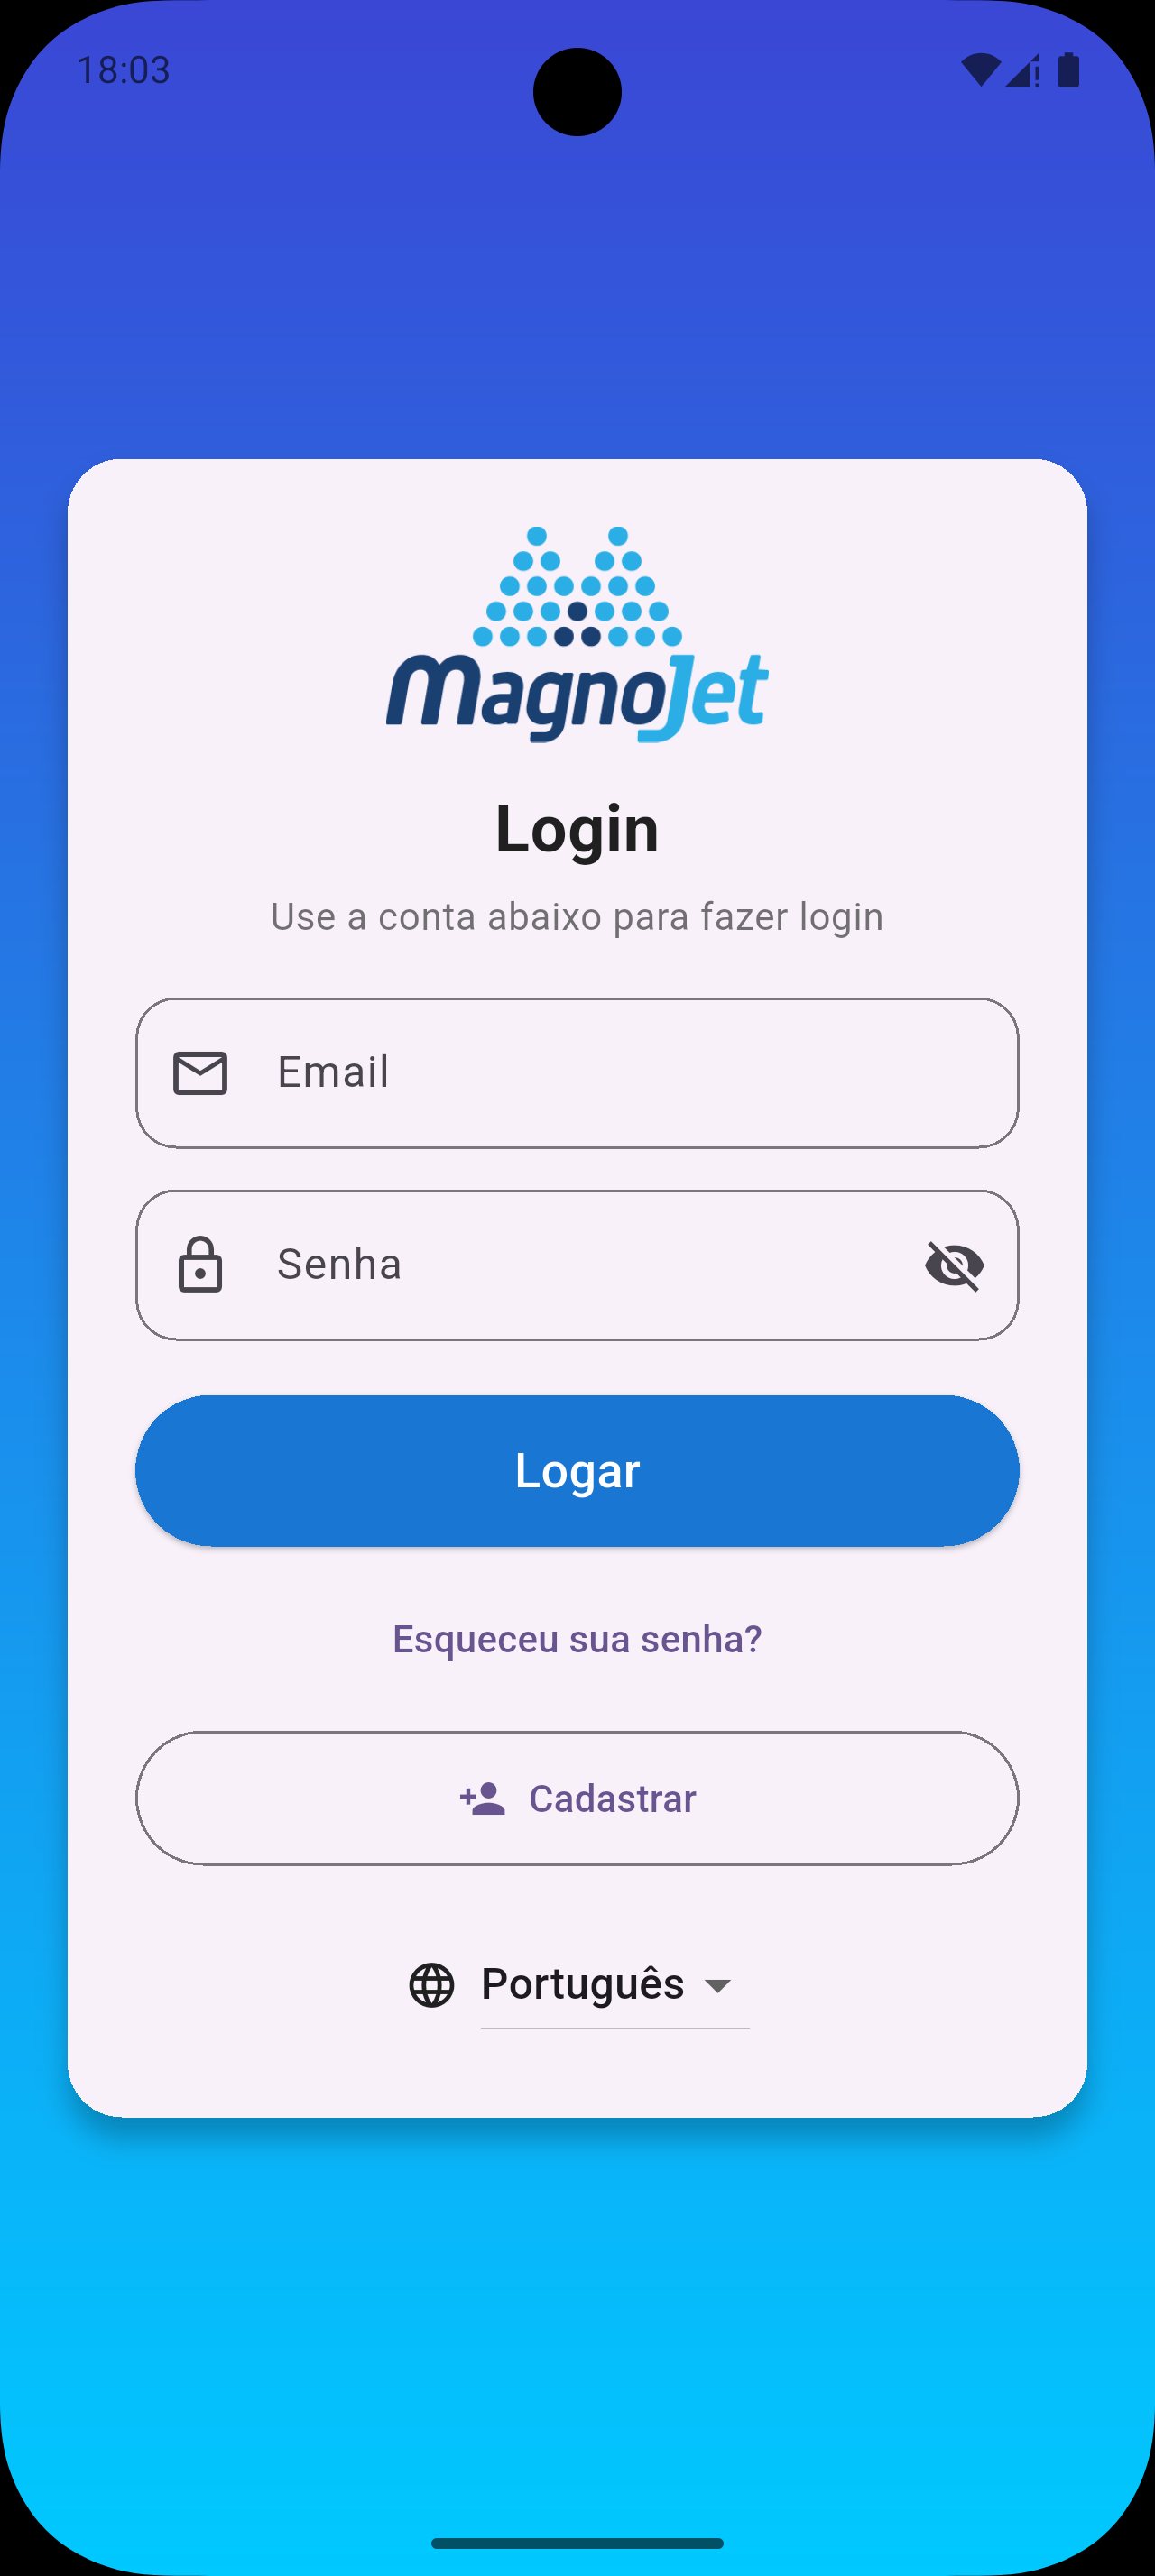 18:03
MagnoJet
Login
Use a conta abaixo para fazer login
Email
Senha
Logar
Esqueceu sua senha?
Cadastrar
Português